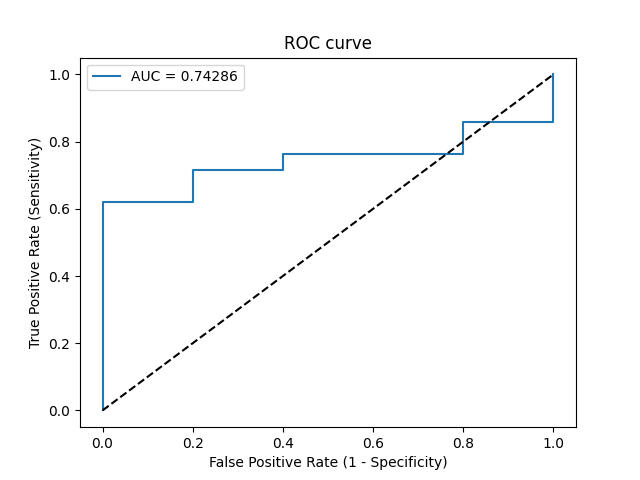 ROC curve
AUC = 0.74286
True Positive Rate (Sensitivity)
1.0
0.8
0.6
0.4
0.2
0.0
0.0 0.2 0.4 0.6 0.8 1.0
False Positive Rate (1 - Specificity)